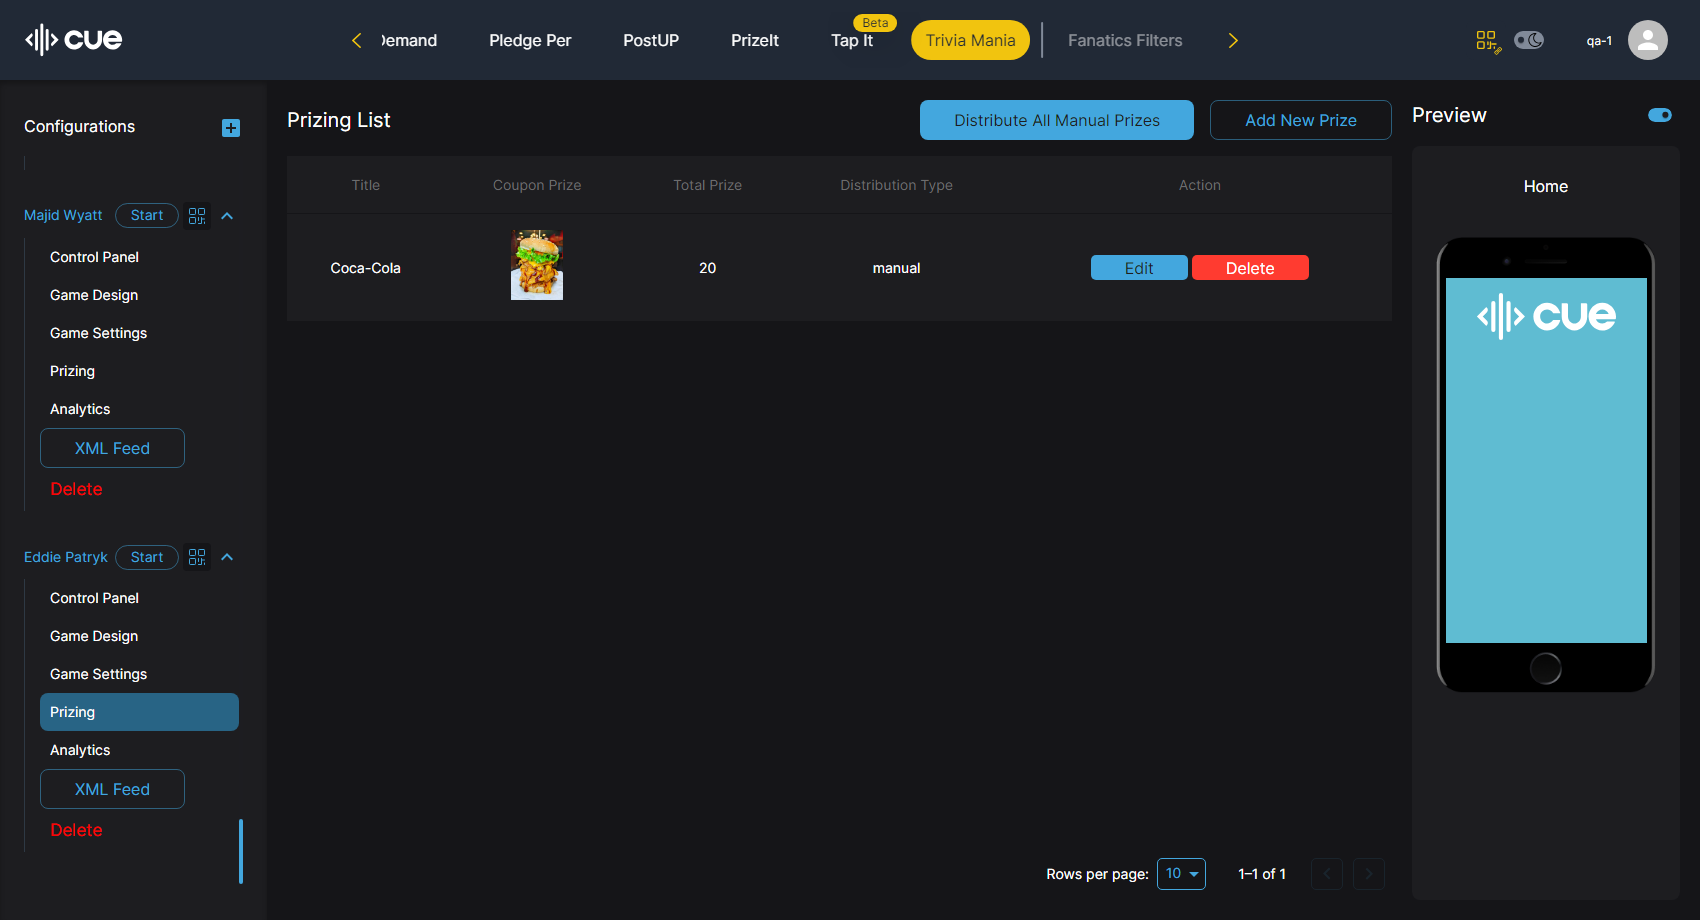 cue
Demand
Pledge Per
PostUP
PrizeIt
Tap It
Beta
Trivia Mania
Fanatics Filters
qa-1
Configurations
Majid Wyatt
Start
Control Panel
Game Design
Game Settings
Prizing
Analytics
XML Feed
Delete
Eddie Patryk
Start
Control Panel
Game Design
Game Settings
Prizing
Analytics
XML Feed
Delete
Prizing List
Distribute All Manual Prizes
Add New Prize
Title Coupon Prize Total Prize Distribution Type Action
Coca-Cola 20 manual Edit Delete
Rows per page: 10 1–1 of 1
Preview
Home
cue